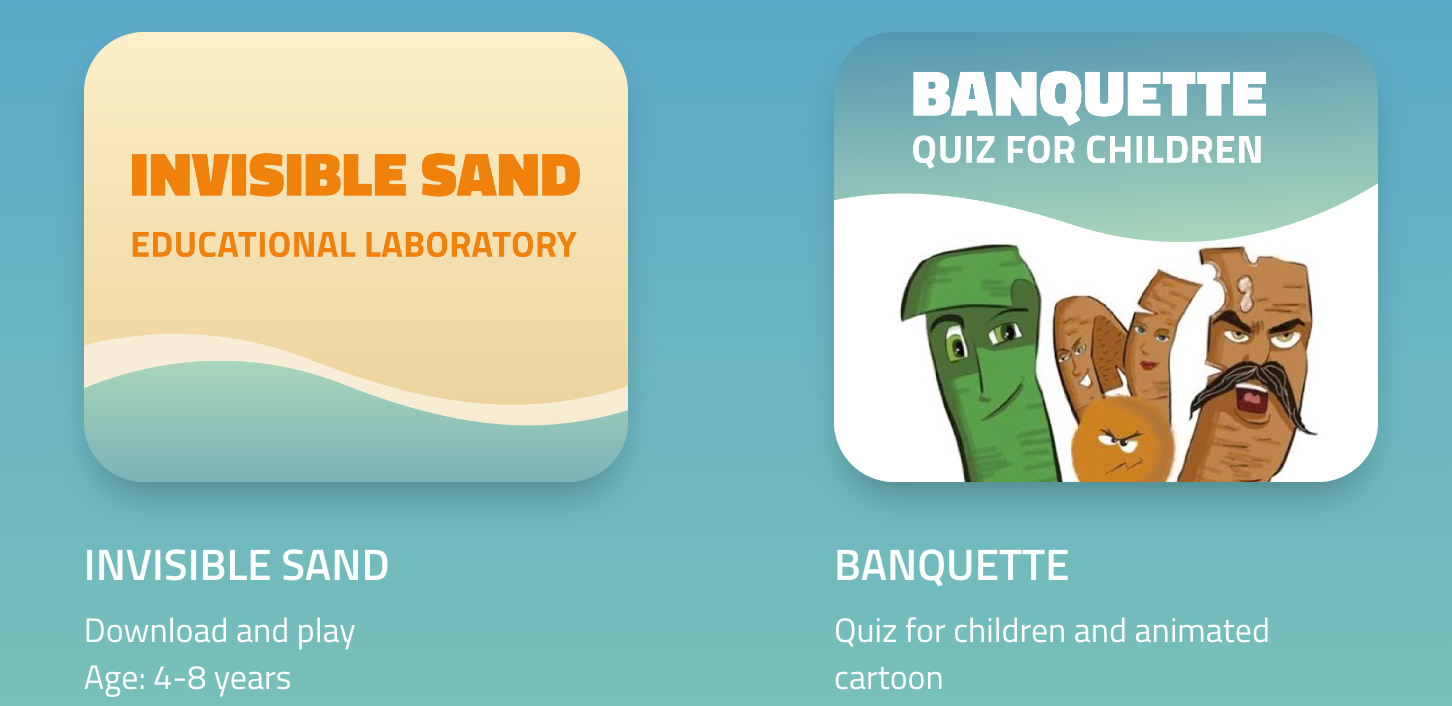 INVISIBLE SAND
EDUCATIONAL LABORATORY
BANQUETTE
QUIZ FOR CHILDREN
INVISIBLE SAND
Download and play
Age: 4-8 years
BANQUETTE
Quiz for children and animated
cartoon